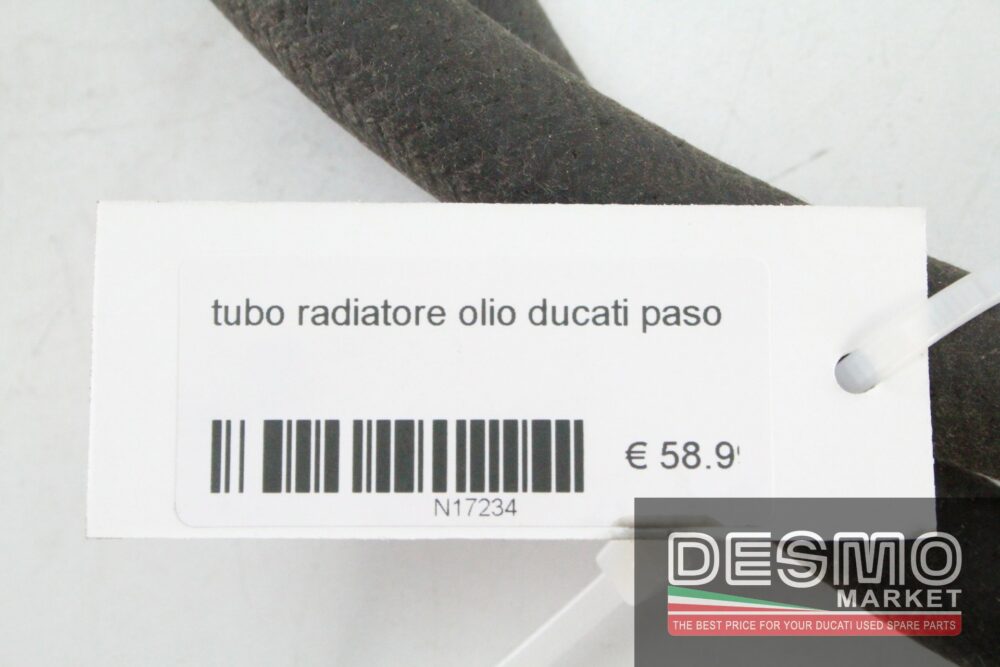 tubo radiatore olio ducati paso
€ 58.9
N17234
DESMO
MARKET
THE BEST PRICE FOR YOUR DUCATI USED SPARE PARTS